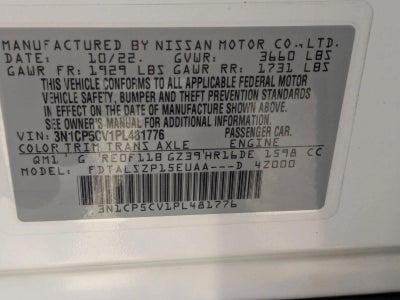 MANUFACTURED BY NISSAN MOTOR CO., LTD.
DATE: 10/22. GVWR: 3660 LBS
GAWR FR: 1929 LBS GAWR RR: 1731 LBS
THIS VEHICLE CONFORMS TO ALL APPLICABLE FEDERAL MOTOR
VEHICLE SAFETY, BUMPER AND THEFT PREVENTION STANDARDS
IN EFFECT ON THE DATE OF MANUFACTURE SHOWN ABOVE. SEE
OWNER'S MANUAL FOR ADDITIONAL INFORMATION.
VIN: 3N1CP5CV1PL481776 PASSENGER CAR.
COLOR TRIM TRANS AXLE ENGINE
QM1 G RE0F11B GZ39 HR16DE 1598 CC
MODEL: FDTALSZP15EUAA---D 4Z000
3N1CP5CV1PL481776